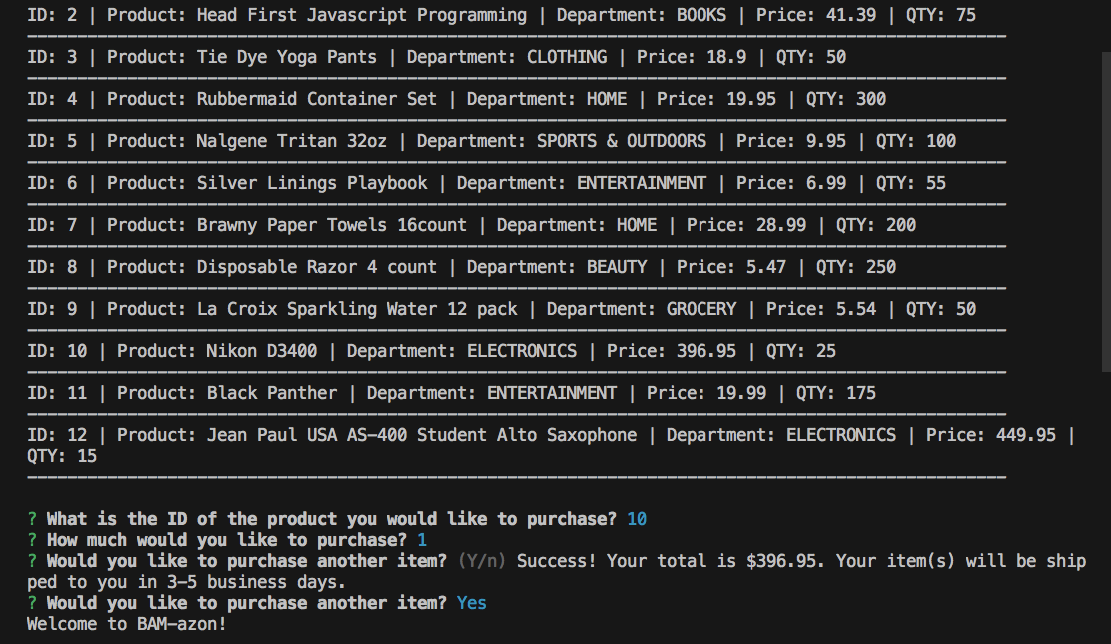 ID: 2 | Product: Head First Javascript Programming | Department: BOOKS | Price: 41.39 | QTY: 75
ID: 3 | Product: Tie Dye Yoga Pants | Department: CLOTHING | Price: 18.9 | QTY: 50
ID: 4 | Product: Rubbermaid Container Set | Department: HOME | Price: 19.95 | QTY: 300
ID: 5 | Product: Nalgene Tritan 32oz | Department: SPORTS & OUTDOORS | Price: 9.95 | QTY: 100
ID: 6 | Product: Silver Linings Playbook | Department: ENTERTAINMENT | Price: 6.99 | QTY: 55
ID: 7 | Product: Brawny Paper Towels 16count | Department: HOME | Price: 28.99 | QTY: 200
ID: 8 | Product: Disposable Razor 4 count | Department: BEAUTY | Price: 5.47 | QTY: 250
ID: 9 | Product: La Croix Sparkling Water 12 pack | Department: GROCERY | Price: 5.54 | QTY: 50
ID: 10 | Product: Nikon D3400 | Department: ELECTRONICS | Price: 396.95 | QTY: 25
ID: 11 | Product: Black Panther | Department: ENTERTAINMENT | Price: 19.99 | QTY: 175
ID: 12 | Product: Jean Paul USA AS-400 Student Alto Saxophone | Department: ELECTRONICS | Price: 449.95 |
QTY: 15
? What is the ID of the product you would like to purchase? 10
? How much would you like to purchase? 1
? Would you like to purchase another item? (Y/n) Success! Your total is $396.95. Your item(s) will be ship
ped to you in 3-5 business days.
? Would you like to purchase another item? Yes
Welcome to BAM-azon!